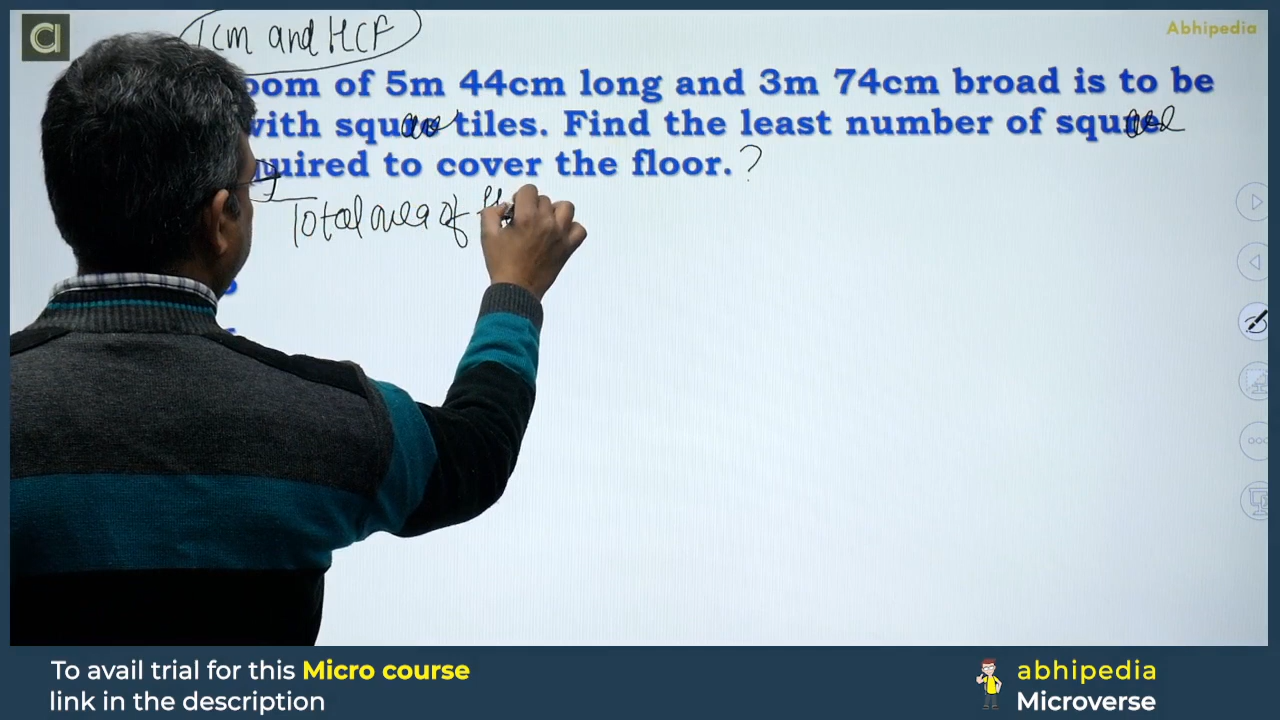 Abhipedia
Lcm and HCF
oom of 5m 44cm long and 3m 74cm broad is to be
with square tiles. Find the least number of squared
quired to cover the floor. ?
Total area of
To avail trial for this Micro course
link in the description
abhipedia
Microverse